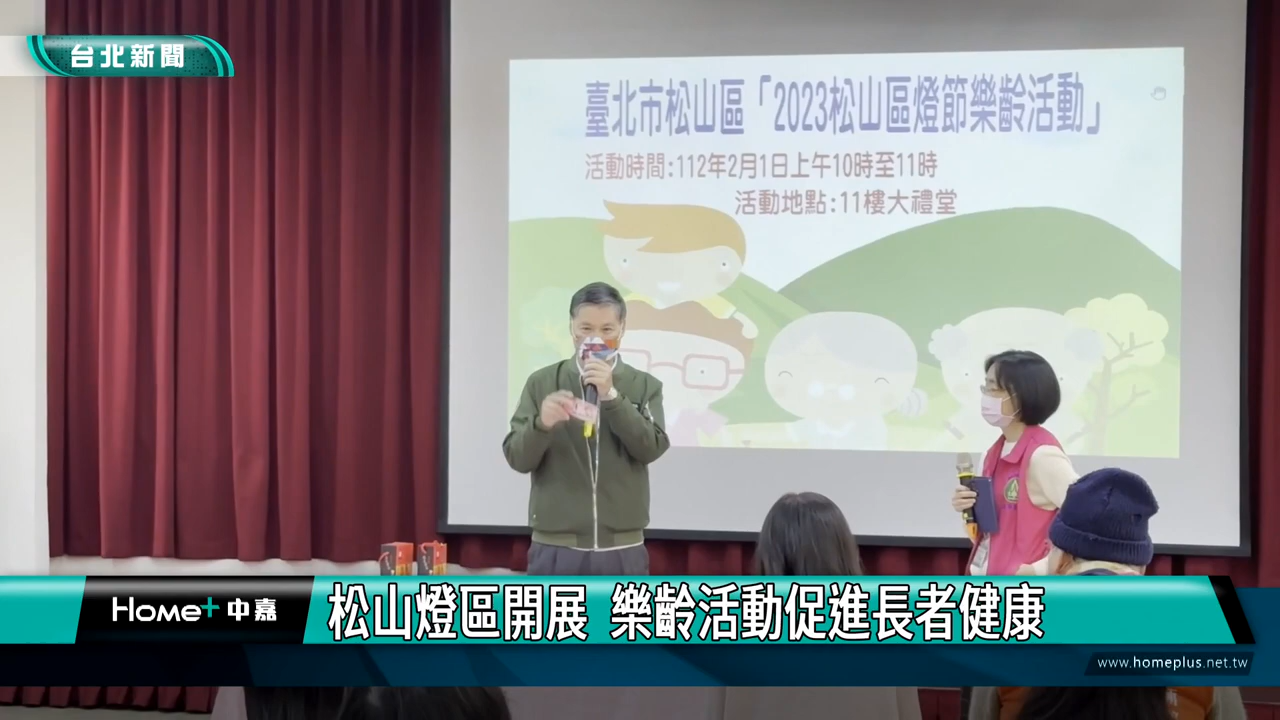 台北新聞
臺北市松山區「2023松山區燈節樂齡活動」
活動時間:112年2月1日上午10時至11時
活動地點:11樓大禮堂
Home+ 中嘉
松山燈區開展 樂齡活動促進長者健康
www.homeplus.net.tw